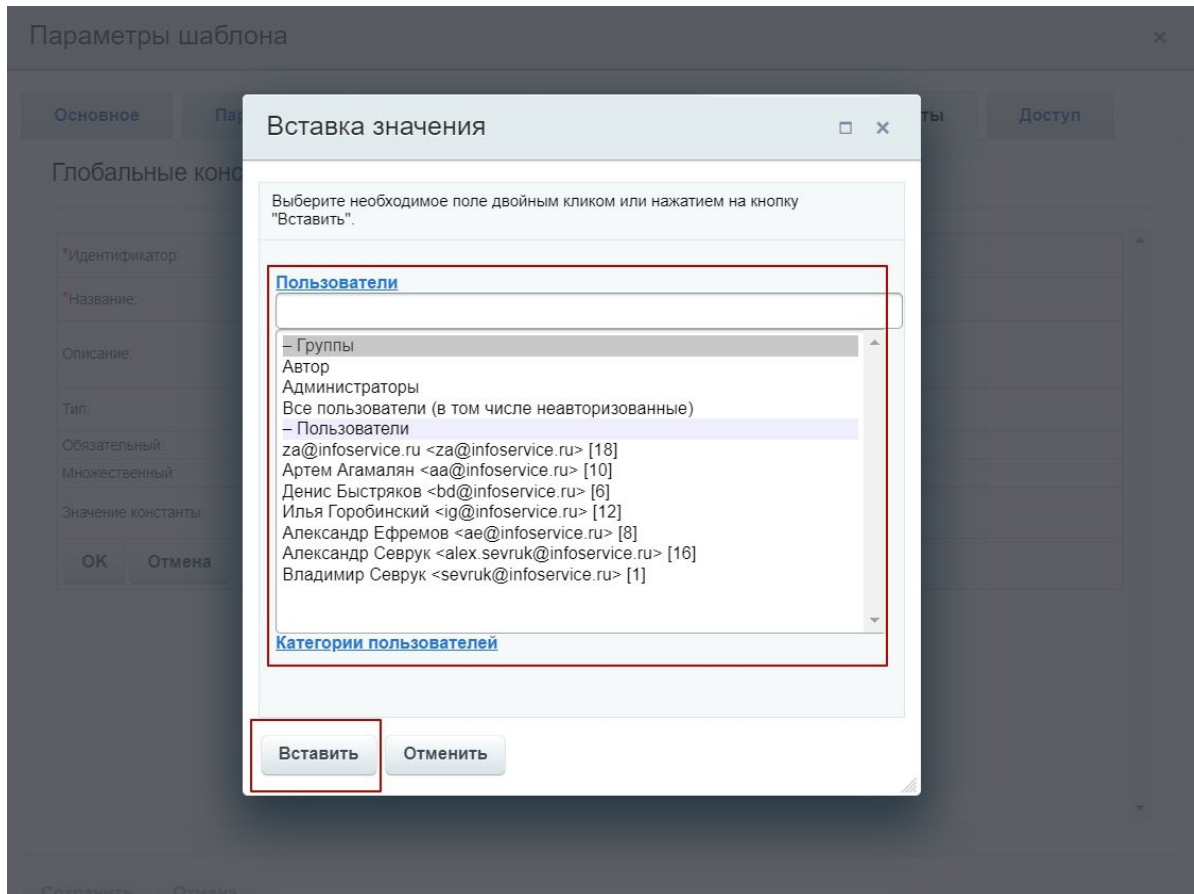 Параметры шаблона
Основное
ты
Доступ
Глобальные конс
*Идентификатор:
*Название:
Описание:
Тип:
Обязательный:
Множественный:
Значение константы:
ОК Отмена
Вставка значения
Выберите необходимое поле двойным кликом или нажатием на кнопку
"Вставить".
Пользователи
– Группы
Автор
Администраторы
Все пользователи (в том числе неавторизованные)
– Пользователи
za@infoservice.ru <za@infoservice.ru> [18]
Артем Агамалян <aa@infoservice.ru> [10]
Денис Быстряков <bd@infoservice.ru> [6]
Илья Горобинский <ig@infoservice.ru> [12]
Александр Ефремов <ae@infoservice.ru> [8]
Александр Севрук <alex.sevruk@infoservice.ru> [16]
Владимир Севрук <sevruk@infoservice.ru> [1]
Категории пользователей
Вставить Отменить
Сохранить Отмена